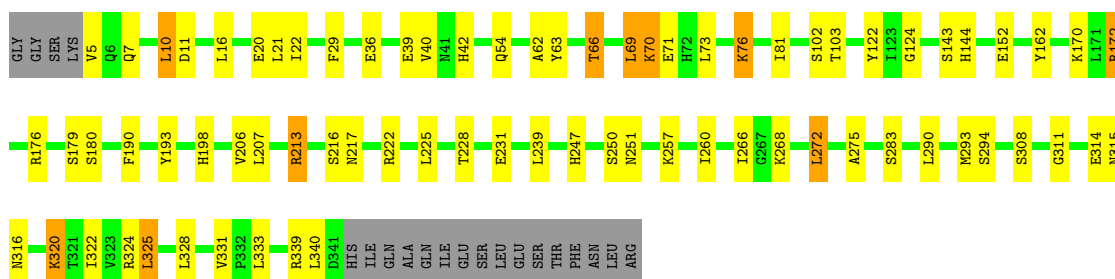 GLY GLY SER LYS V5 Q6 Q7 L10 D11 L16 E20 L21 I22 F29 E36 E39 V40 N41 H42 Q54 A62 Y63 T66 L69 K70 E71 H72 L73 K76 I81 S102 T103 Y122 I123 G124 S143 H144 E152 Y162 K170 L171
R176 S179 S180 F190 Y193 H198 V206 L207 R213 S216 N217 R222 L225 T228 E231 L239 H247 S250 N251 K257 I260 I266 G267 K268 L272 A275 S283 L290 M293 S294 S308 G311 E314
N316 K320 T321 I322 V323 R324 L325 L328 V331 P332 L333 R339 L340 D341 HIS ILE GLN ALA GLN ILE GLU SER LEU GLU SER THR PHE ASN LEU ARG